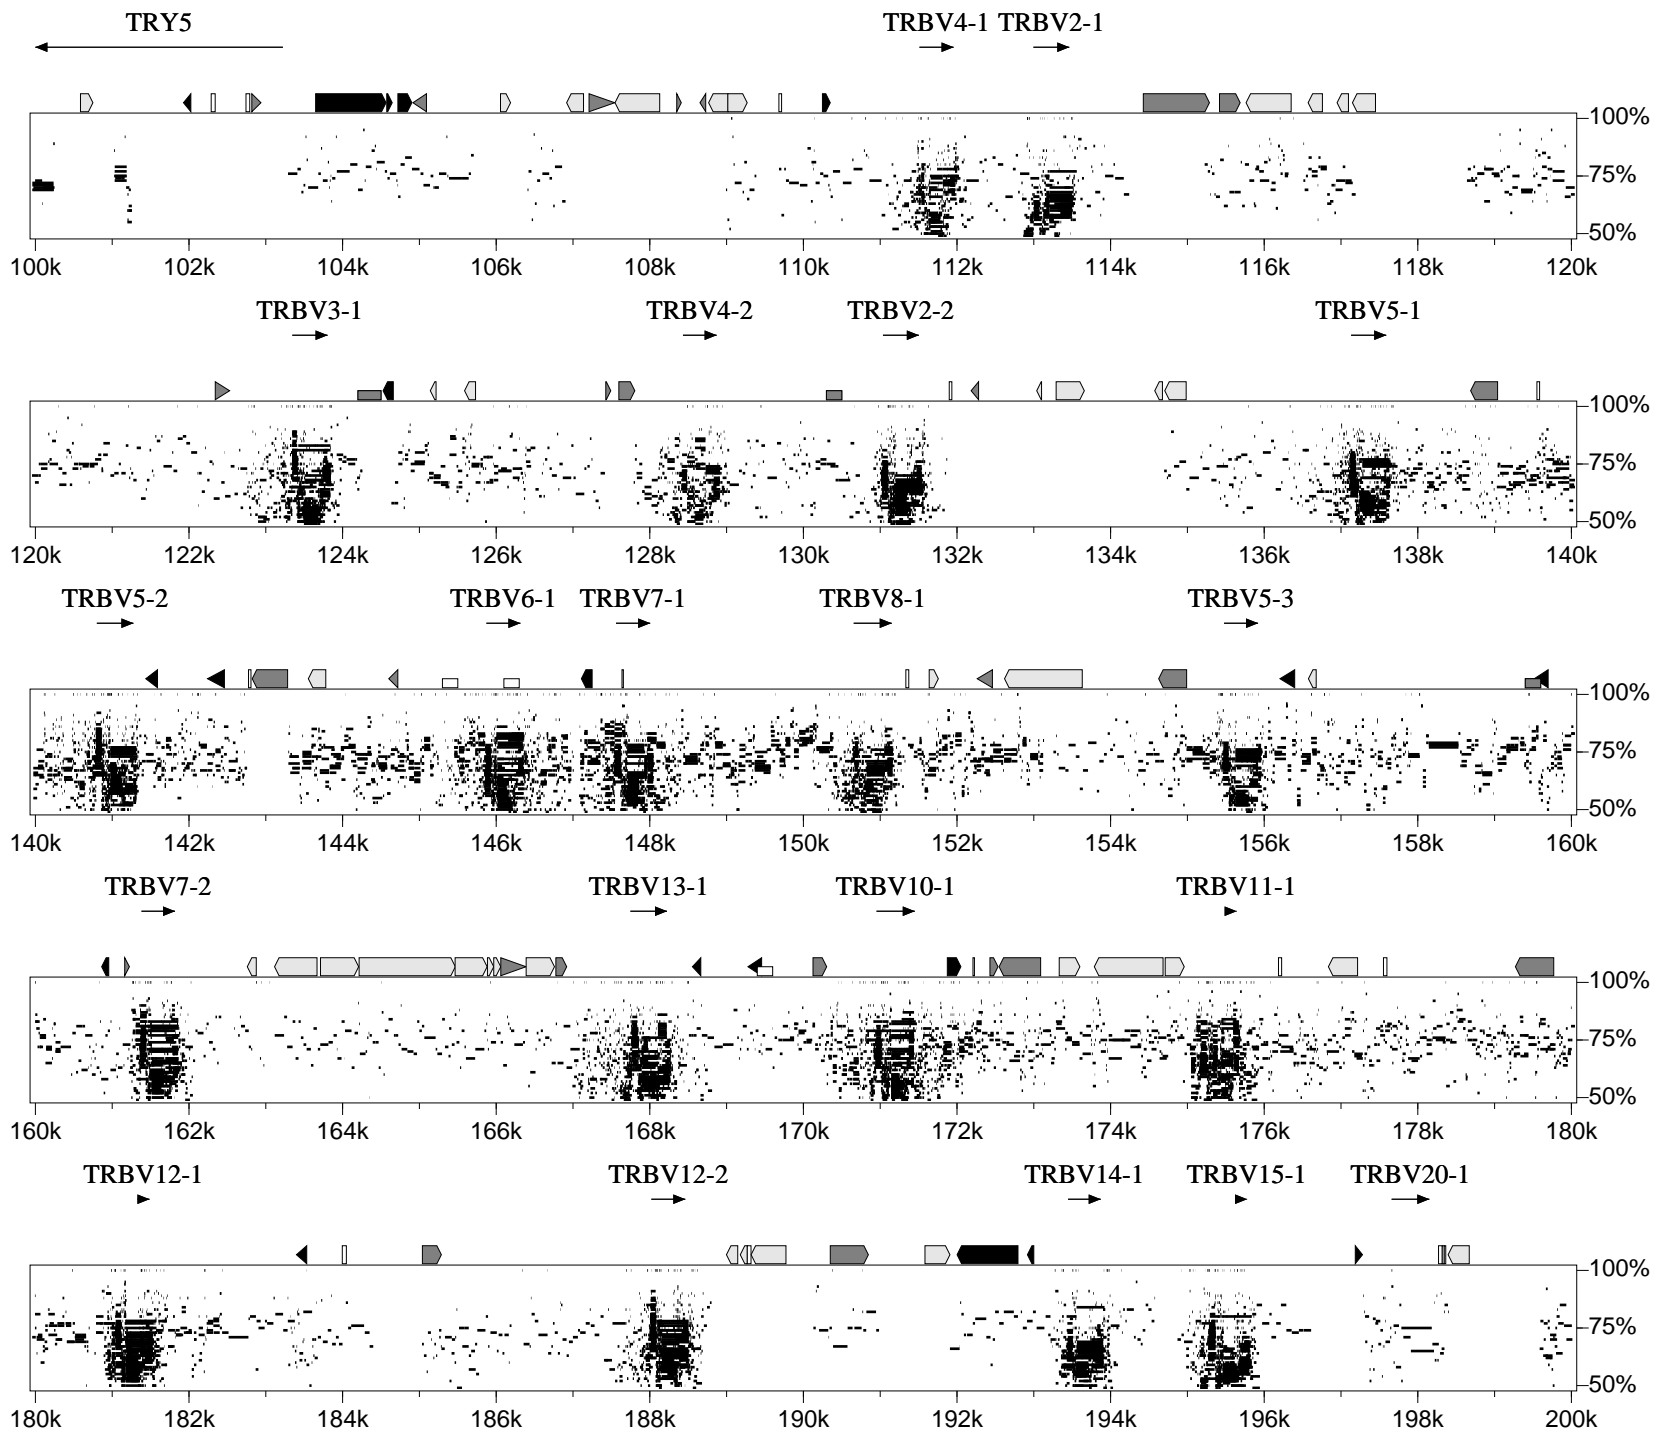 TRY5 TRBV4-1 TRBV2-1
100%
75%
50%
100k 102k 104k 106k 108k 110k 112k 114k 116k 118k 120k
TRBV3-1 TRBV4-2 TRBV2-2 TRBV5-1
100%
75%
50%
120k 122k 124k 126k 128k 130k 132k 134k 136k 138k 140k
TRBV5-2 TRBV6-1 TRBV7-1 TRBV8-1 TRBV5-3
100%
75%
50%
140k 142k 144k 146k 148k 150k 152k 154k 156k 158k 160k
TRBV7-2 TRBV13-1 TRBV10-1 TRBV11-1
100%
75%
50%
160k 162k 164k 166k 168k 170k 172k 174k 176k 178k 180k
TRBV12-1 TRBV12-2 TRBV14-1 TRBV15-1 TRBV20-1
100%
75%
50%
180k 182k 184k 186k 188k 190k 192k 194k 196k 198k 200k